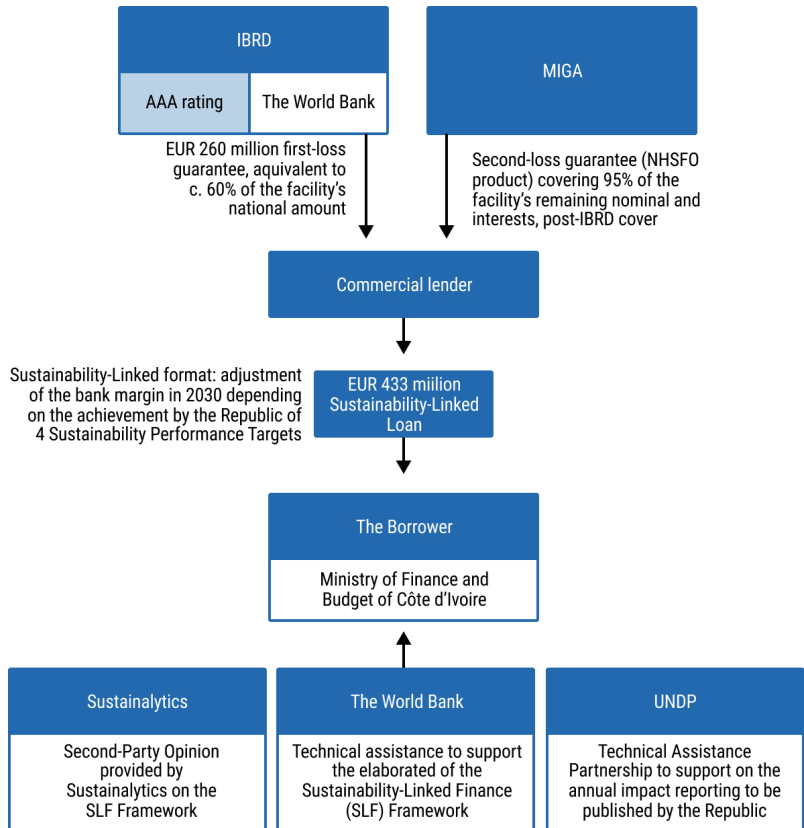 IBRD
AAA rating
The World Bank
MIGA
EUR 260 million first-loss
guarantee, equivalent to
c. 60% of the facility's
national amount
Second-loss guarantee (NHSFO
product) covering 95% of the
facility's remaining nominal and
interests, post-IBRD cover
Commercial lender
Sustainability-Linked format: adjustment
of the bank margin in 2030 depending
on the achievement by the Republic of
4 Sustainability Performance Targets
EUR 433 miilion
Sustainability-Linked
Loan
The Borrower
Ministry of Finance and
Budget of Côte d'Ivoire
Sustainalytics
Second-Party Opinion
provided by
Sustainalytics on the
SLF Framework
The World Bank
Technical assistance to support
the elaborated of the
Sustainability-Linked Finance
(SLF) Framework
UNDP
Technical Assistance
Partnership to support on the
annual impact reporting to be
published by the Republic